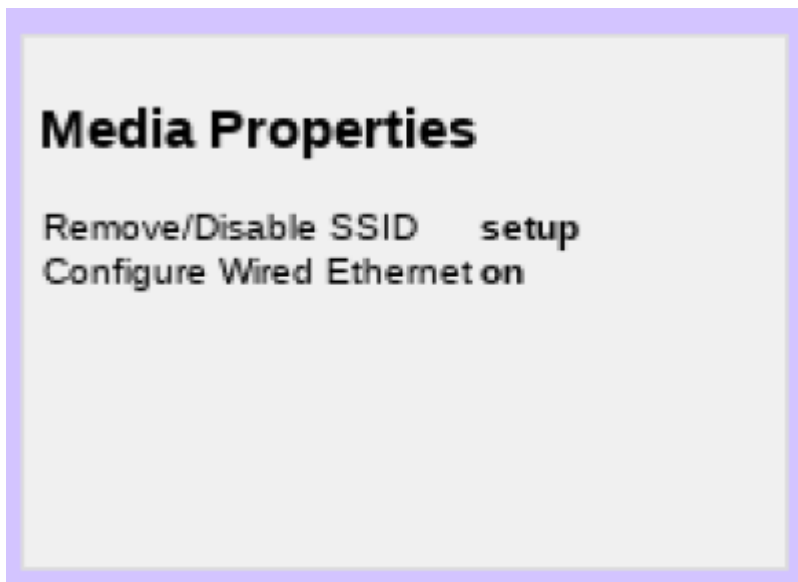 Media Properties
Remove/Disable SSID setup
Configure Wired Ethernet on